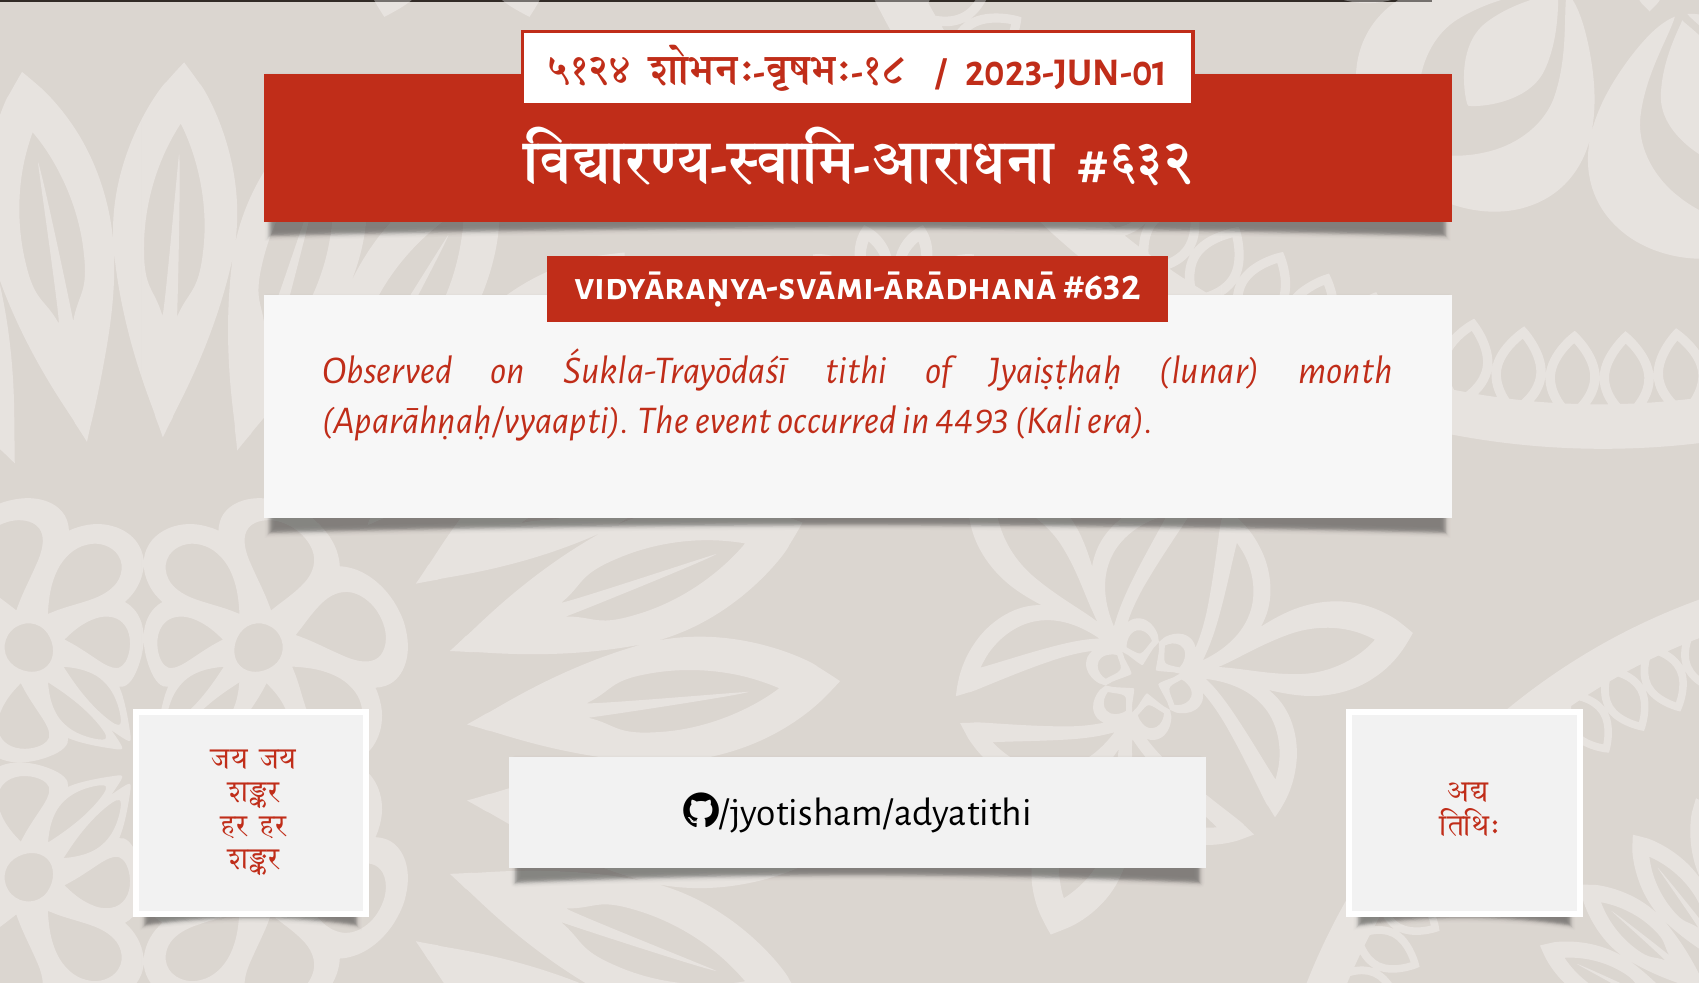 ५१२४ शोभनः-वृषभः-१८ / 2023-JUN-01
विद्यारण्य-स्वामि-आराधना #६३२
VIDYĀRAṆYA-SVĀMI-ĀRĀDHANĀ #632
Observed on Śukla-Trayōdaśī tithi of Jyaiṣṭhaḥ (lunar) month
(Aparāhṇaḥ/vyaapti). The event occurred in 4493 (Kali era).
जय जय
शङ्कर
हर हर
शङ्कर
/jyotisham/adyatithi
अद्य
तिथिः